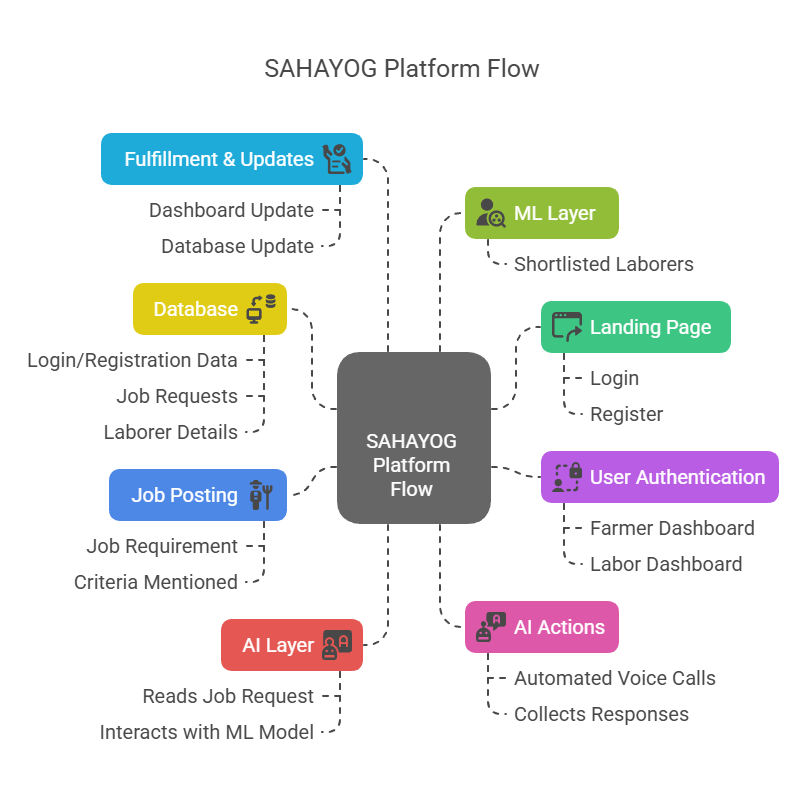 SAHAYOG Platform Flow
Fulfillment & Updates
Dashboard Update
Database Update
Database
Login/Registration Data
Job Requests
Laborer Details
Job Posting
Job Requirement
Criteria Mentioned
AI Layer
Reads Job Request
Interacts with ML Model
SAHAYOG
Platform
Flow
ML Layer
Shortlisted Laborers
Landing Page
Login
Register
User Authentication
Farmer Dashboard
Labor Dashboard
AI Actions
Automated Voice Calls
Collects Responses